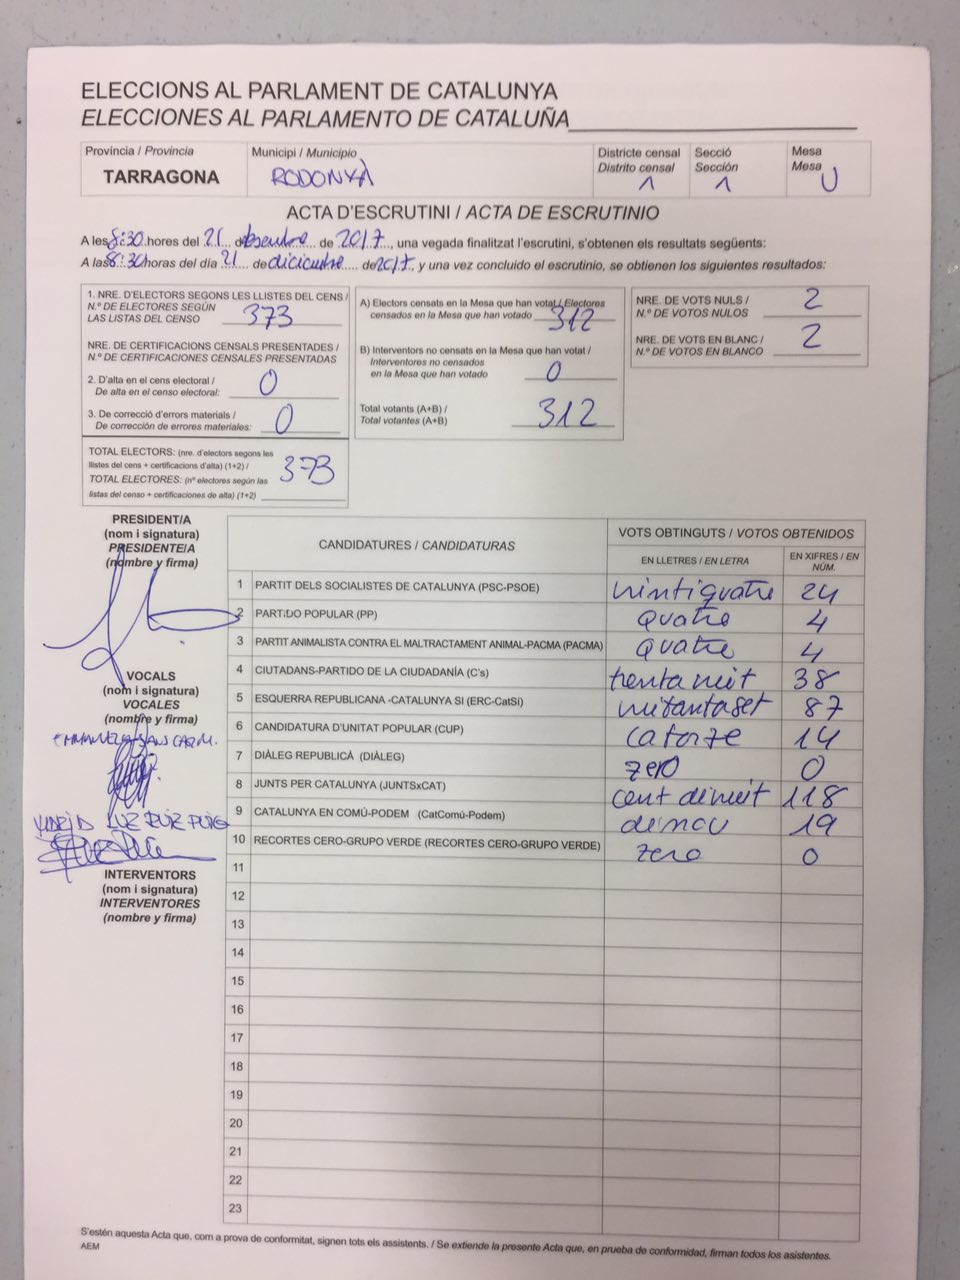 ELECCIONS AL PARLAMENT DE CATALUNYA
ELECCIONES AL PARLAMENTO DE CATALUÑA
Província / Provincia
TARRAGONA
Municipi / Municipio
RODONYÀ
Districte censal
Distrito censal
1
Secció
Sección
1
Mesa
Mesa
U
ACTA D'ESCRUTINI / ACTA DE ESCRUTINIO
A les 8:30 hores del 21 desembre de 2017, una vegada finalitzat l'escrutini, s'obtenen els resultats següents:
A las 8:30 horas del día 21 de diciembre de 2017, y una vez concluido el escrutinio, se obtienen los siguientes resultados:
1. NRE. D'ELECTORS SEGONS LES LLISTES DEL CENS /
N.º DE ELECTORES SEGÚN
LAS LISTAS DEL CENSO 373
NRE. DE CERTIFICACIONS CENSALS PRESENTADES /
N.º DE CERTIFICACIONES CENSALES PRESENTADAS
2. D'alta en el cens electoral /
De alta en el censo electoral: 0
3. De correcció d'errors materials /
De corrección de errores materiales: 0
TOTAL ELECTORS: (nre. d'electors segons les
llistes del cens + certificacions d'alta) (1+2) /
TOTAL ELECTORES: (nº electores según las
listas del censo + certificaciones de alta) (1+2)
373
A) Electors censats en la Mesa que han votat / Electores
censados en la Mesa que han votado 312
B) Interventors no censats en la Mesa que han votat /
Interventores no censados
en la Mesa que han votado 0
Total votants (A+B) /
Total votantes (A+B) 312
NRE. DE VOTS NULS /
N.º DE VOTOS NULOS 2
NRE. DE VOTS EN BLANC /
N.º DE VOTOS EN BLANCO 2
PRESIDENT/A
(nom i signatura)
PRESIDENTE/A
(nombre y firma)
VOCALS
(nom i signatura)
VOCALES
(nombre y firma)
INTERVENTORS
(nom i signatura)
INTERVENTORES
(nombre y firma)
CANDIDATURES / CANDIDATURAS
VOTS OBTINGUTS / VOTOS OBTENIDOS
EN LLETRES / EN LETRA
EN XIFRES / EN NÚM.
1 PARTIT DELS SOCIALISTES DE CATALUNYA (PSC-PSOE) vintiquatre 24
2 PARTIDO POPULAR (PP) quatre 4
3 PARTIT ANIMALISTA CONTRA EL MALTRACTAMENT ANIMAL-PACMA (PACMA) quatre 4
4 CIUTADANS-PARTIDO DE LA CIUDADANÍA (C's) trenta nuit 38
5 ESQUERRA REPUBLICANA -CATALUNYA SI (ERC-CatSí) nuitantaset 87
6 CANDIDATURA D'UNITAT POPULAR (CUP) catorze 14
7 DIÀLEG REPUBLICÀ (DIÀLEG) zero 0
8 JUNTS PER CATALUNYA (JUNTSxCAT) cent dinuit 118
9 CATALUNYA EN COMÚ-PODEM (CatComú-Podem) dinou 19
10 RECORTES CERO-GRUPO VERDE (RECORTES CERO-GRUPO VERDE) zero 0
11
12
13
14
15
16
17
18
19
20
21
22
23
S'estén aquesta Acta que, com a prova de conformitat, signen tots els assistents. / Se extiende la presente Acta que, en prueba de conformidad, firman todos los asistentes.
AEM